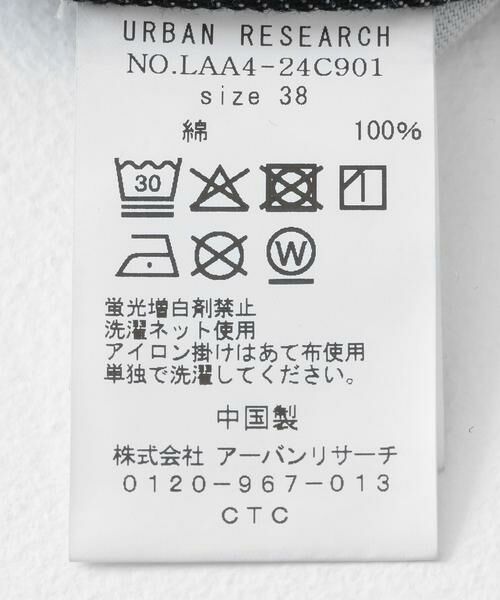 URBAN RESEARCH
NO.LAA4-24C901
size 38
綿 100%
30
W
蛍光増白剤禁止
洗濯ネット使用
アイロン掛けはあて布使用
単独で洗濯してください。
中国製
株式会社 アーバンリサーチ
0120-967-013
CTC